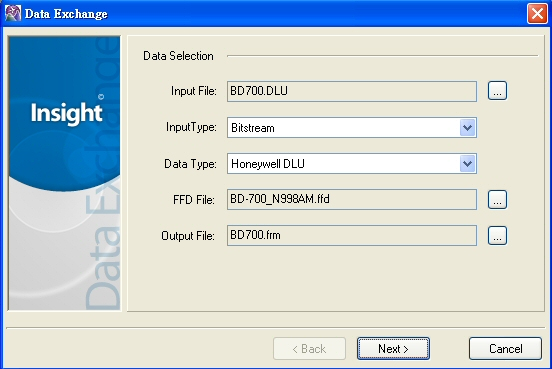 Data Exchange
Insight©
Data Exchange
Data Selection
Input File: BD700.DLU ...
InputType: Bitstream
Data Type: Honeywell DLU
FFD File: BD-700_N998AM.ffd ...
Output File: BD700.frm ...
< Back Next > Cancel